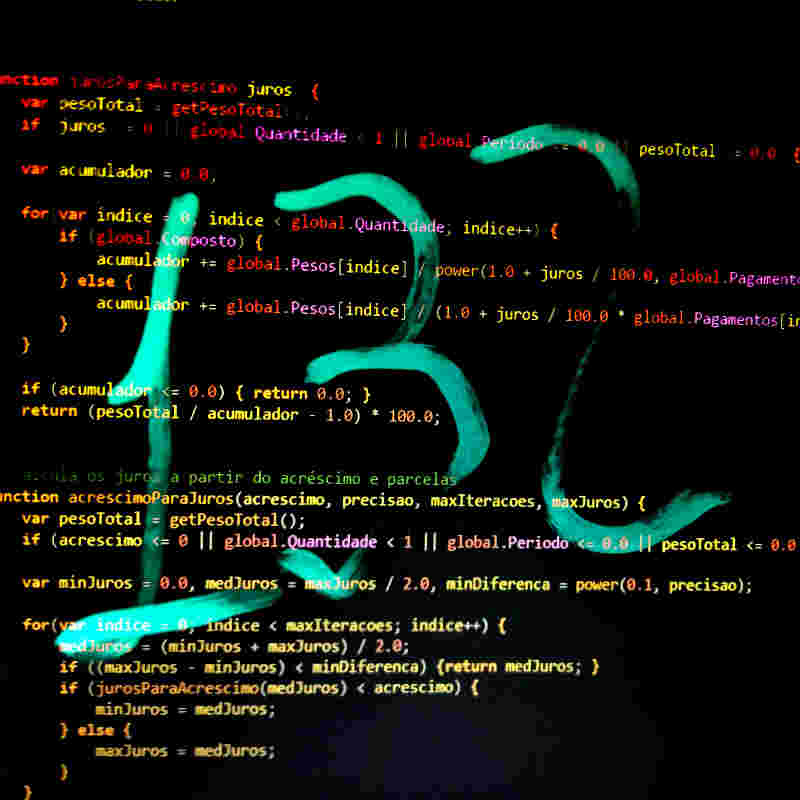 nction jurosParaAcrescimo juros {
var pesoTotal = getPesoTotal();
if juros = 0 || global.Quantidade < 1 || global.Periodo <= 0.0 || pesoTotal = 0.0 {
var acumulador = 0.0,
for var indice = 0; indice < global.Quantidade; indice++) {
if (global.Composto) {
acumulador += global.Pesos[indice] / power(1.0 + juros / 100.0, global.Pagamento
} else {
acumulador += global.Pesos[indice] / (1.0 + juros / 100.0 * global.Pagamentos[in
}
}
if (acumulador <= 0.0) { return 0.0; }
return (pesoTotal / acumulador - 1.0) * 100.0;
alcula os juros a partir do acréscimo e parcelas
unction acrescimoParaJuros(acrescimo, precisao, maxIteracoes, maxJuros) {
var pesoTotal = getPesoTotal();
if (acrescimo <= 0 || global.Quantidade < 1 || global.Periodo <= 0.0 || pesoTotal <= 0.0
var minJuros = 0.0, medJuros = maxJuros / 2.0, minDiferenca = power(0.1, precisao);
for(var indice = 0; indice < maxIteracoes; indice++) {
medJuros = (minJuros + maxJuros) / 2.0;
if ((maxJuros - minJuros) < minDiferenca) {return medJuros; }
if (jurosParaAcrescimo(medJuros) < acrescimo) {
minJuros = medJuros;
} else {
maxJuros = medJuros;
}
}
132